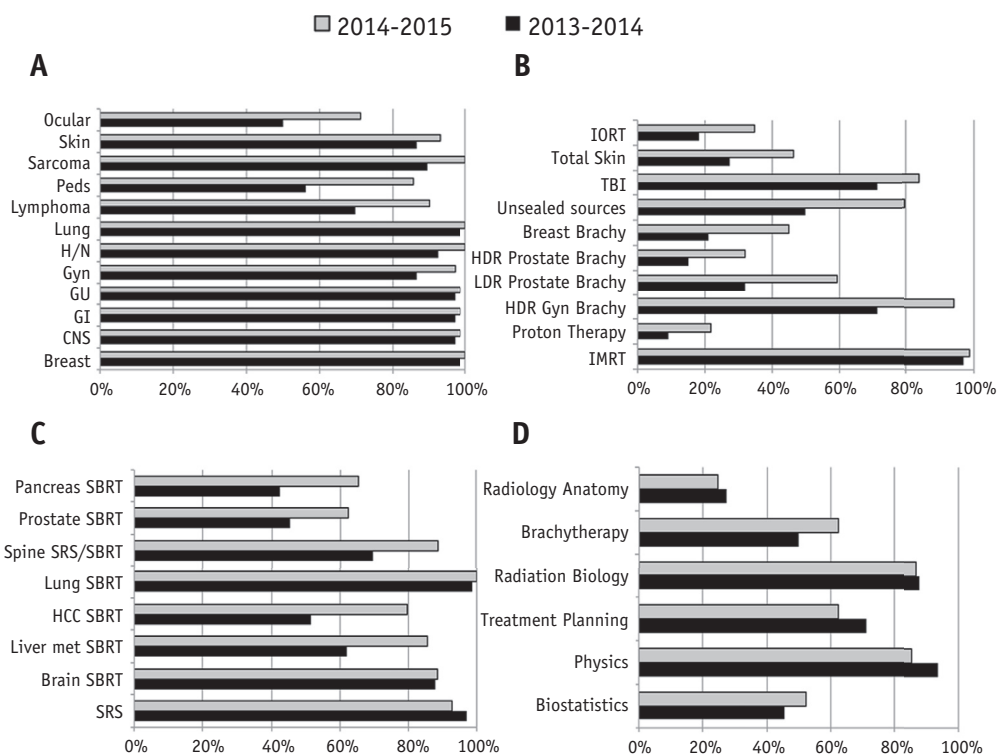 2014-2015 2013-2014
A
Ocular
Skin
Sarcoma
Peds
Lymphoma
Lung
H/N
Gyn
GU
GI
CNS
Breast
0% 20% 40% 60% 80% 100%
B
IORT
Total Skin
TBI
Unsealed sources
Breast Brachy
HDR Prostate Brachy
LDR Prostate Brachy
HDR Gyn Brachy
Proton Therapy
IMRT
0% 20% 40% 60% 80% 100%
C
Pancreas SBRT
Prostate SBRT
Spine SRS/SBRT
Lung SBRT
HCC SBRT
Liver met SBRT
Brain SBRT
SRS
0% 20% 40% 60% 80% 100%
D
Radiology Anatomy
Brachytherapy
Radiation Biology
Treatment Planning
Physics
Biostatistics
0% 20% 40% 60% 80% 100%